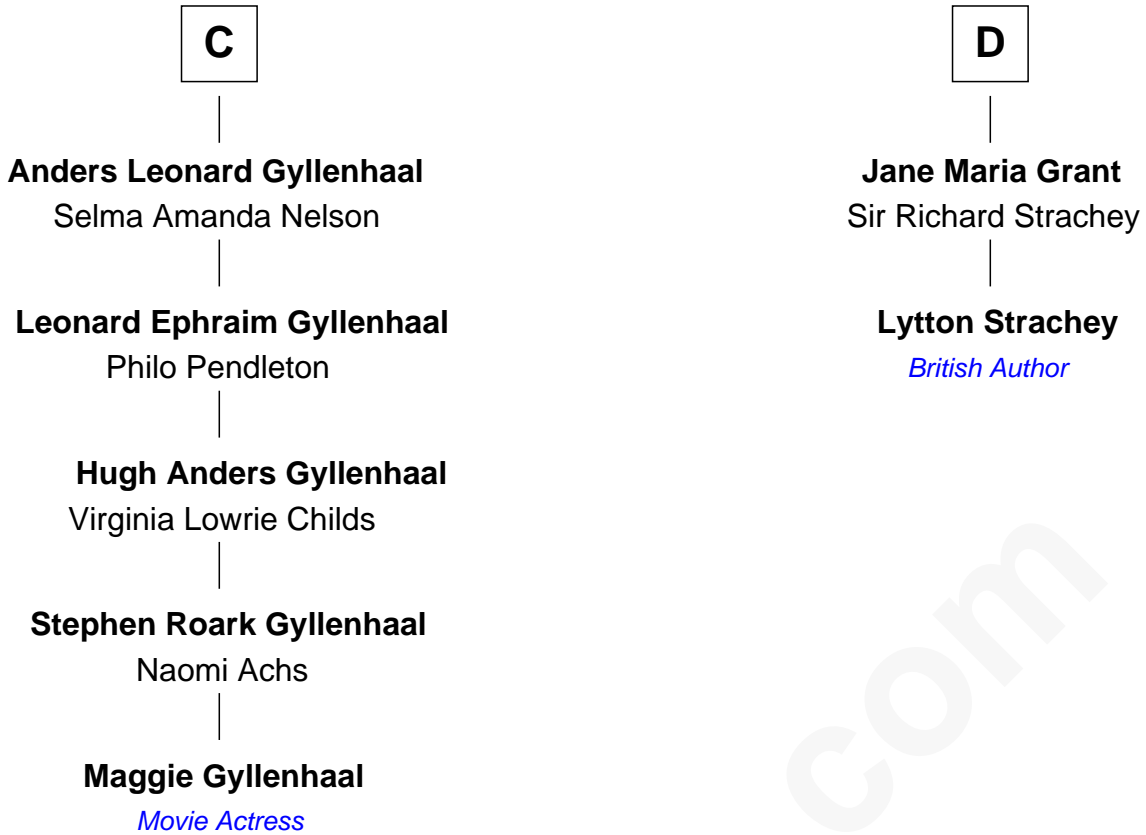 C
Anders Leonard Gyllenhaal
Selma Amanda Nelson
Leonard Ephraim Gyllenhaal
Philo Pendleton
Hugh Anders Gyllenhaal
Virginia Lowrie Childs
Stephen Roark Gyllenhaal
Naomi Achs
Maggie Gyllenhaal
Movie Actress
D
Jane Maria Grant
Sir Richard Strachey
Lytton Strachey
British Author
com